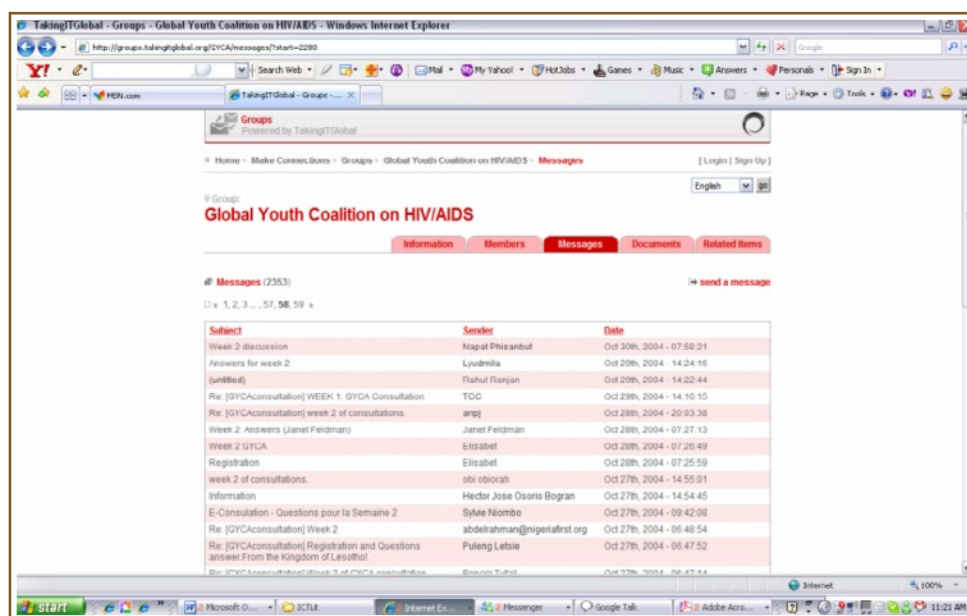 TakingITGlobal - Groups - Global Youth Coalition on HIV/AIDS - Windows Internet Explorer
http://groups.takingitglobal.org/GYCA/messages/?start=2280
Google
Y! Search Web Mail My Yahoo! HotJobs Games Music Answers Personals Sign In
MSN.com TakingITGlobal - Groups -... Page Tools
Groups
Powered by TakingITGlobal
Home Make Connections Groups Global Youth Coalition on HIV/AIDS Messages [ Login | Sign Up ]
English go
Group:
Global Youth Coalition on HIV/AIDS
Information Members Messages Documents Related Items
Messages (2353) send a message
« 1, 2, 3 ... , 57, 58, 59 »
Subject Sender Date
Week 2 discussion Napat Phisanbut Oct 30th, 2004 - 07:58:21
Answers for week 2 Lyudmila Oct 29th, 2004 - 14:24:16
(untitled) Rahul Ranjan Oct 29th, 2004 - 14:22:44
Re: [GYCAconsultation] WEEK 1: GYCA Consultation TCC Oct 29th, 2004 - 14:10:15
Re: [GYCAconsultation] week 2 of consultations. Oct 28th, 2004 - 20:03:38
Week 2: Answers (Janet Feldman) Janet Feldman Oct 28th, 2004 - 07:27:13
Week 2 GYCA Elisabet Oct 28th, 2004 - 07:26:49
Registration Elisabet Oct 28th, 2004 - 07:25:59
week 2 of consultations. obi obiorah Oct 27th, 2004 - 14:55:01
Information Hector Jose Osorio Bogran Oct 27th, 2004 - 14:54:45
E-Consulation - Questions pour la Semaine 2 Sylvie Niombo Oct 27th, 2004 - 09:42:08
Re: [GYCAconsultation] Week 2 abdelrahman@nigeriafirst.org Oct 27th, 2004 - 06:48:54
Re: [GYCAconsultation] Registration and Questions Puleng Letsie Oct 27th, 2004 - 06:47:52
answer.From the Kingdom of Lesotho!.
Internet 100%
start 2 Microsoft O... ICTLit 2 Internet Ex... 2 Messenger Google Talk 2 Adobe Acro... 11:21 AM